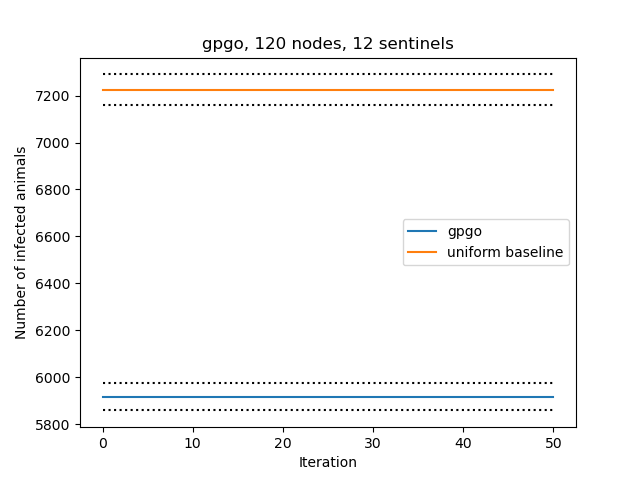 gpgo, 120 nodes, 12 sentinels
Number of infected animals
7200
7000
6800
6600
6400
6200
6000
5800
gpgo
uniform baseline
0 10 20 30 40 50
Iteration